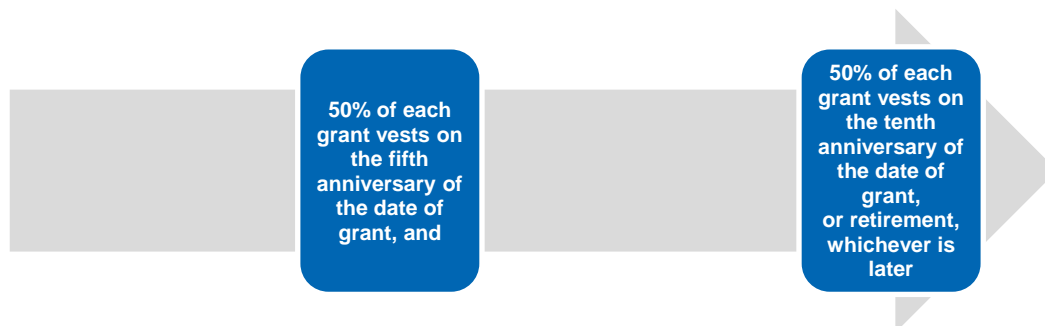 50% of each
grant vests on
the fifth
anniversary of
the date of
grant, and
50% of each
grant vests on
the tenth
anniversary of
the date of
grant,
or retirement,
whichever is
later